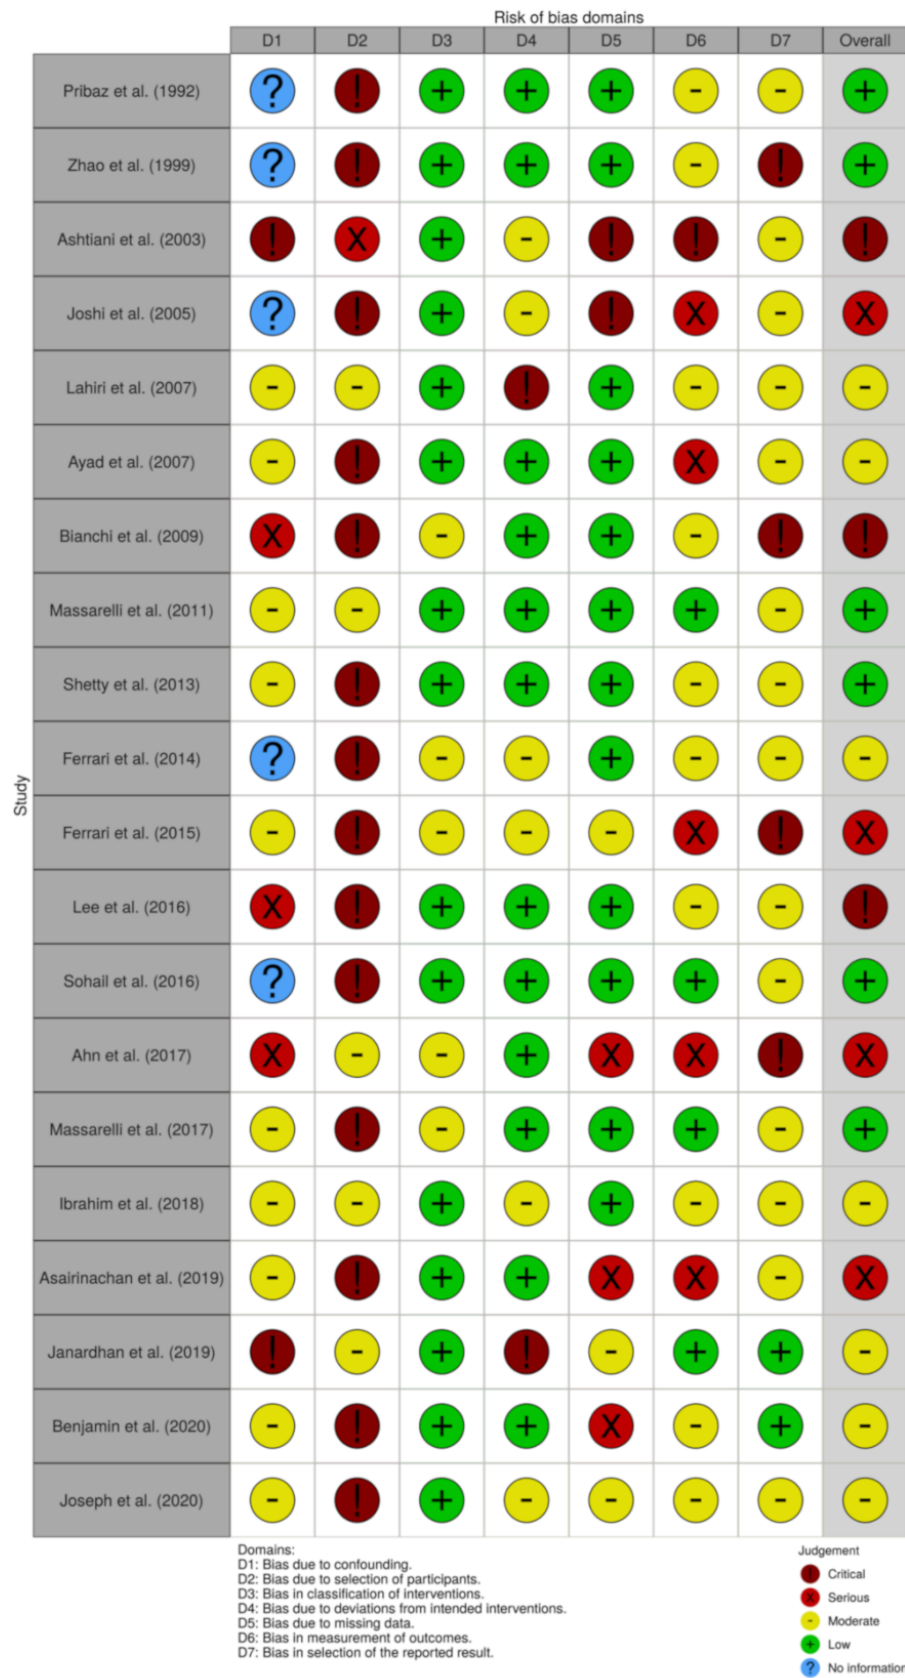 Risk of bias domains
D1 D2 D3 D4 D5 D6 D7 Overall
Study
Pribaz et al. (1992) ? ! + + + - - +
Zhao et al. (1999) ? ! + + + - ! +
Ashtiani et al. (2003) ! X + - ! ! - !
Joshi et al. (2005) ? ! + - ! X - X
Lahiri et al. (2007) - - + ! + - - -
Ayad et al. (2007) - ! + + + X - -
Bianchi et al. (2009) X ! - + + - ! !
Massarelli et al. (2011) - - + + + + - +
Shetty et al. (2013) - ! + + + - - +
Ferrari et al. (2014) ? ! - - + - - -
Ferrari et al. (2015) - ! - - - X ! X
Lee et al. (2016) X ! + + + - - !
Sohail et al. (2016) ? ! + + + + - +
Ahn et al. (2017) X - - + X X ! X
Massarelli et al. (2017) - ! - + + + - +
Ibrahim et al. (2018) - - + - + - - -
Asairinachan et al. (2019) - ! + + X X - X
Janardhan et al. (2019) ! - + ! - + + -
Benjamin et al. (2020) - ! + + X - + -
Joseph et al. (2020) - ! + - - - - -
Domains:
D1: Bias due to confounding.
D2: Bias due to selection of participants.
D3: Bias in classification of interventions.
D4: Bias due to deviations from intended interventions.
D5: Bias due to missing data.
D6: Bias in measurement of outcomes.
D7: Bias in selection of the reported result.
Judgement
! Critical
X Serious
- Moderate
+ Low
? No information